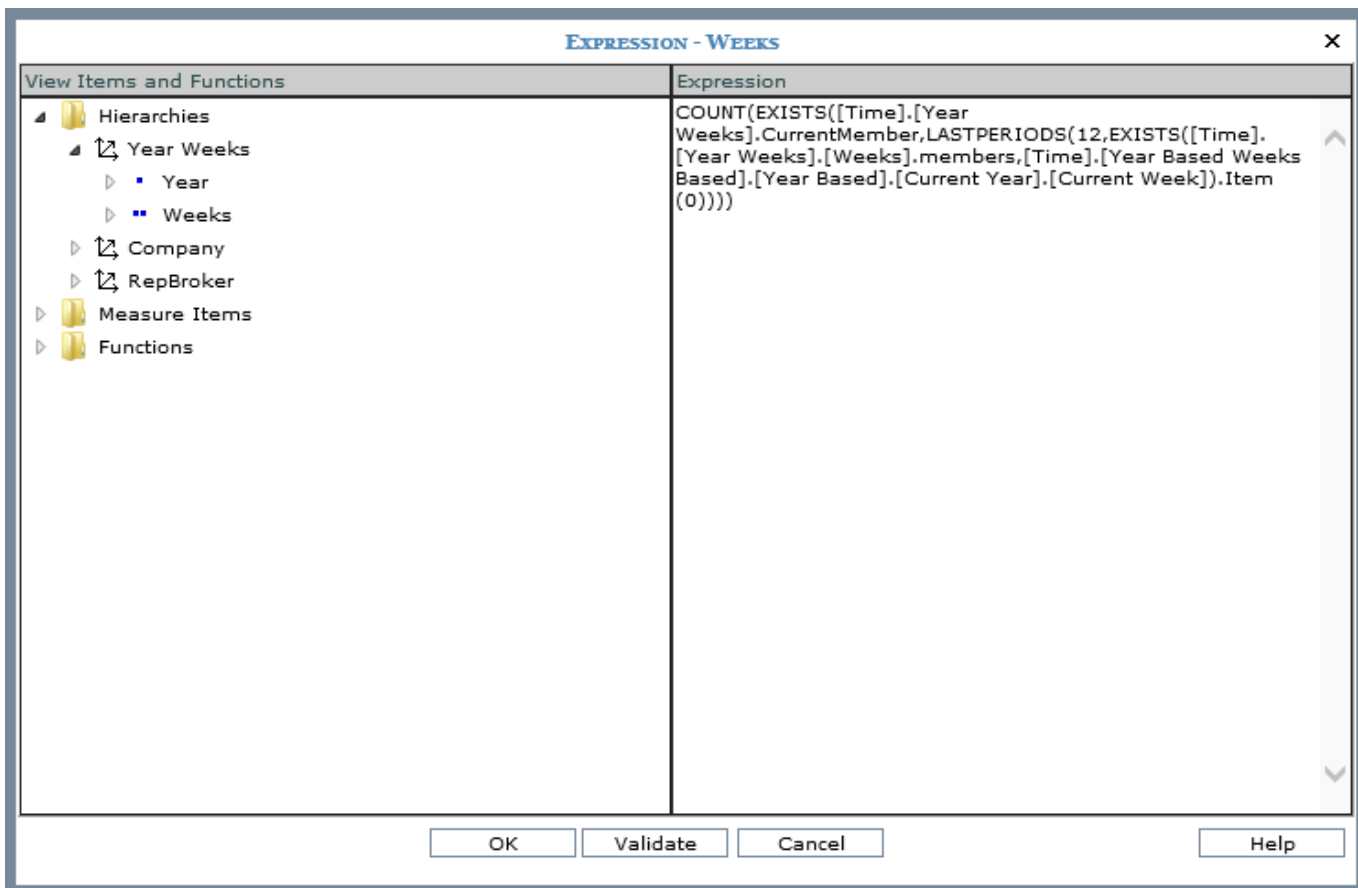 Expression - Weeks
View Items and Functions
Hierarchies
Year Weeks
Year
Weeks
Company
RepBroker
Measure Items
Functions
Expression
COUNT(EXISTS([Time].[Year
Weeks].CurrentMember,LASTPERIODS(12,EXISTS([Time].
[Year Weeks].[Weeks].members,[Time].[Year Based Weeks
Based].[Year Based].[Current Year].[Current Week]).Item
(0))))
OK
Validate
Cancel
Help